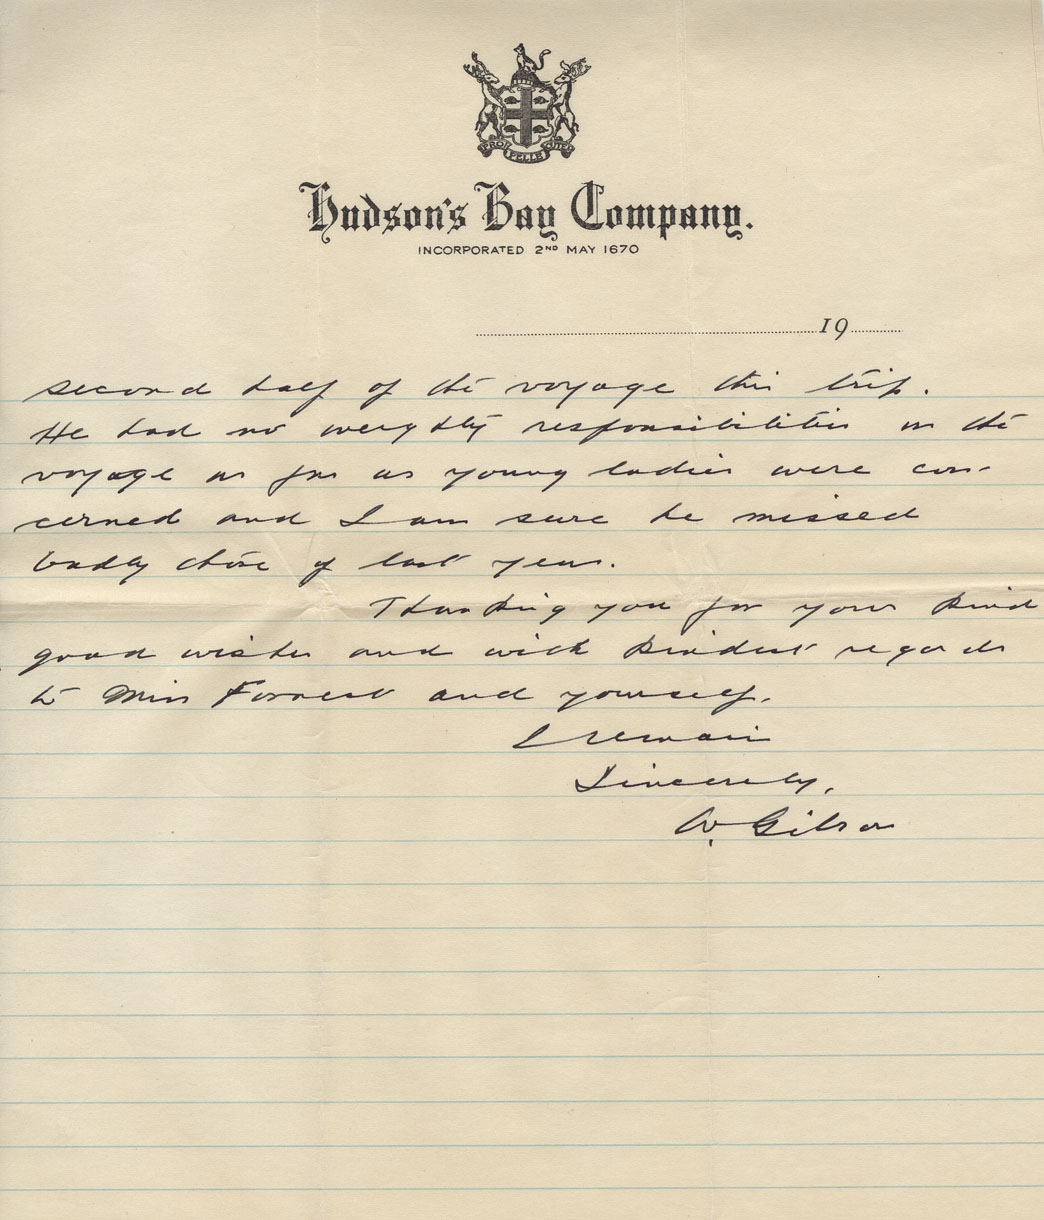 PRO PELLE CUTEM
Hudson's Bay Company.
INCORPORATED 2ND MAY 1670
19
second half of the voyage this trip.
He had no weighty responsibilities on the
voyage as far as young ladies were con-
cerned and I am sure he missed
badly those of last year.
Thanking you for your kind
good wishes and with kindest regards
to Miss Forrest and yourself.
I remain
Sincerely,
W. Gibson